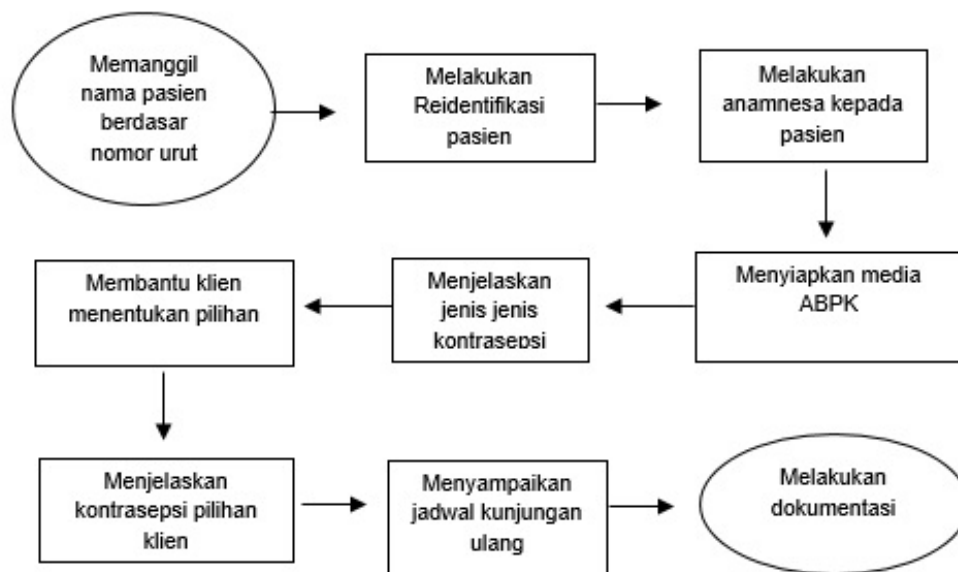 Memanggil
nama pasien
berdasar
nomor urut
Melakukan
Reidentifikasi
pasien
Melakukan
anamnesa kepada
pasien
Menyiapkan media
ABPK
Menjelaskan
jenis jenis
kontrasepsi
Membantu klien
menentukan pilihan
Menjelaskan
kontrasepsi pilihan
klien
Menyampaikan
jadwal kunjungan
ulang
Melakukan
dokumentasi